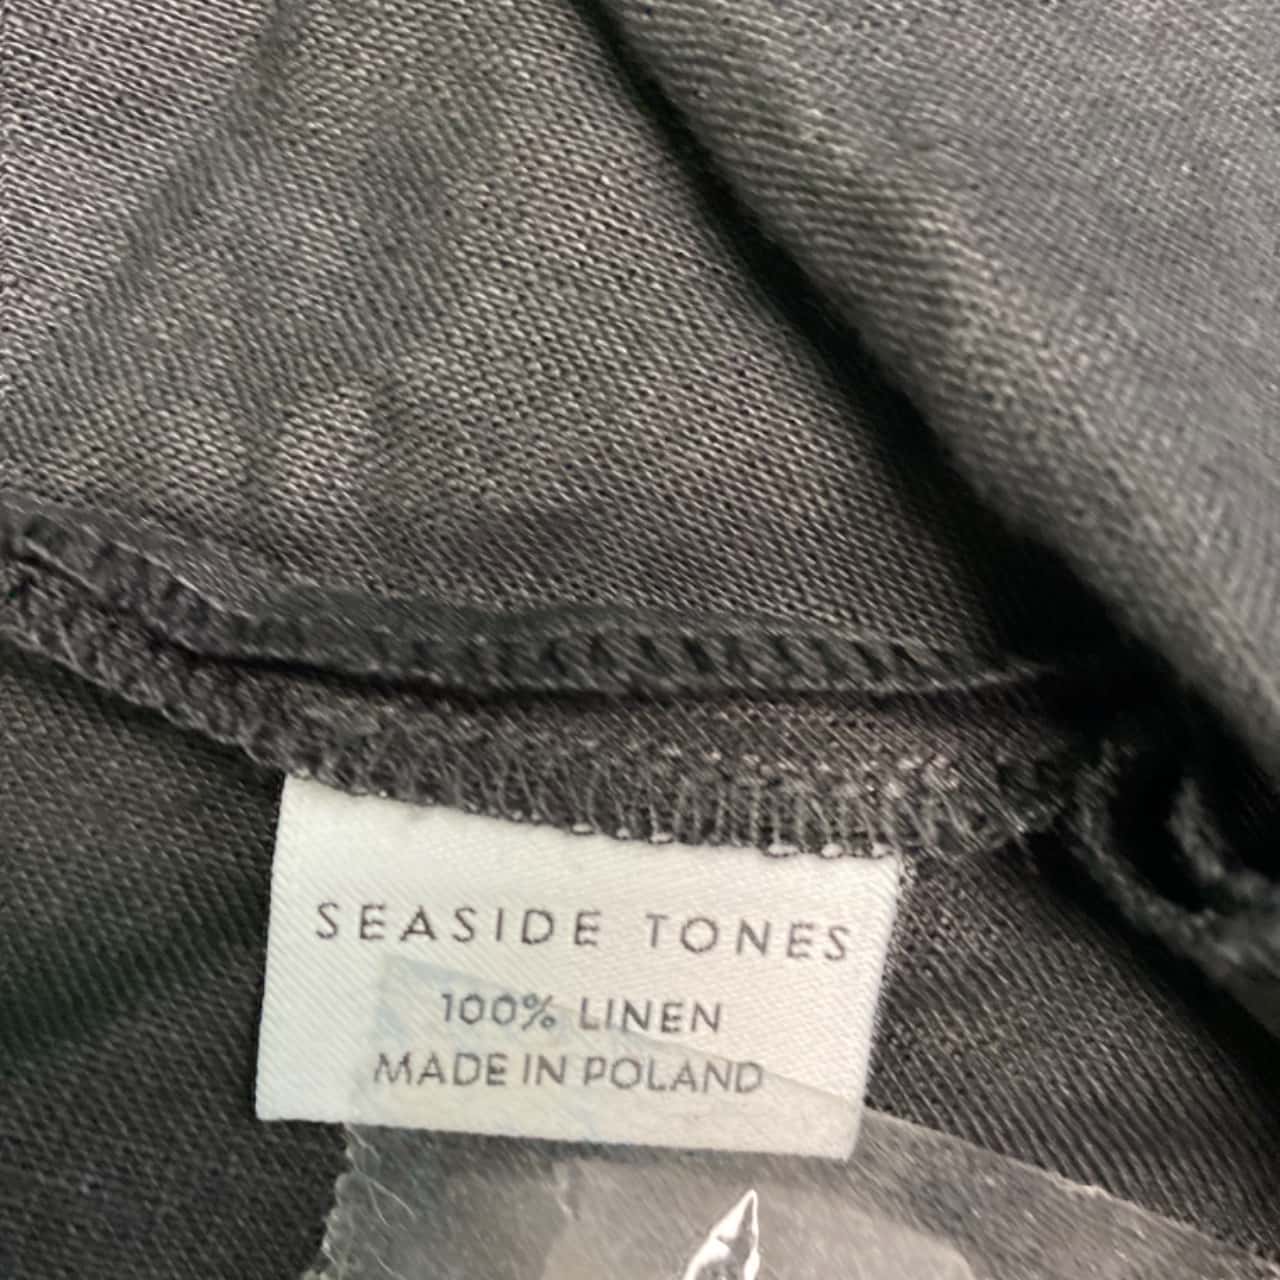 SEASIDE TONES
100% LINEN
MADE IN POLAND